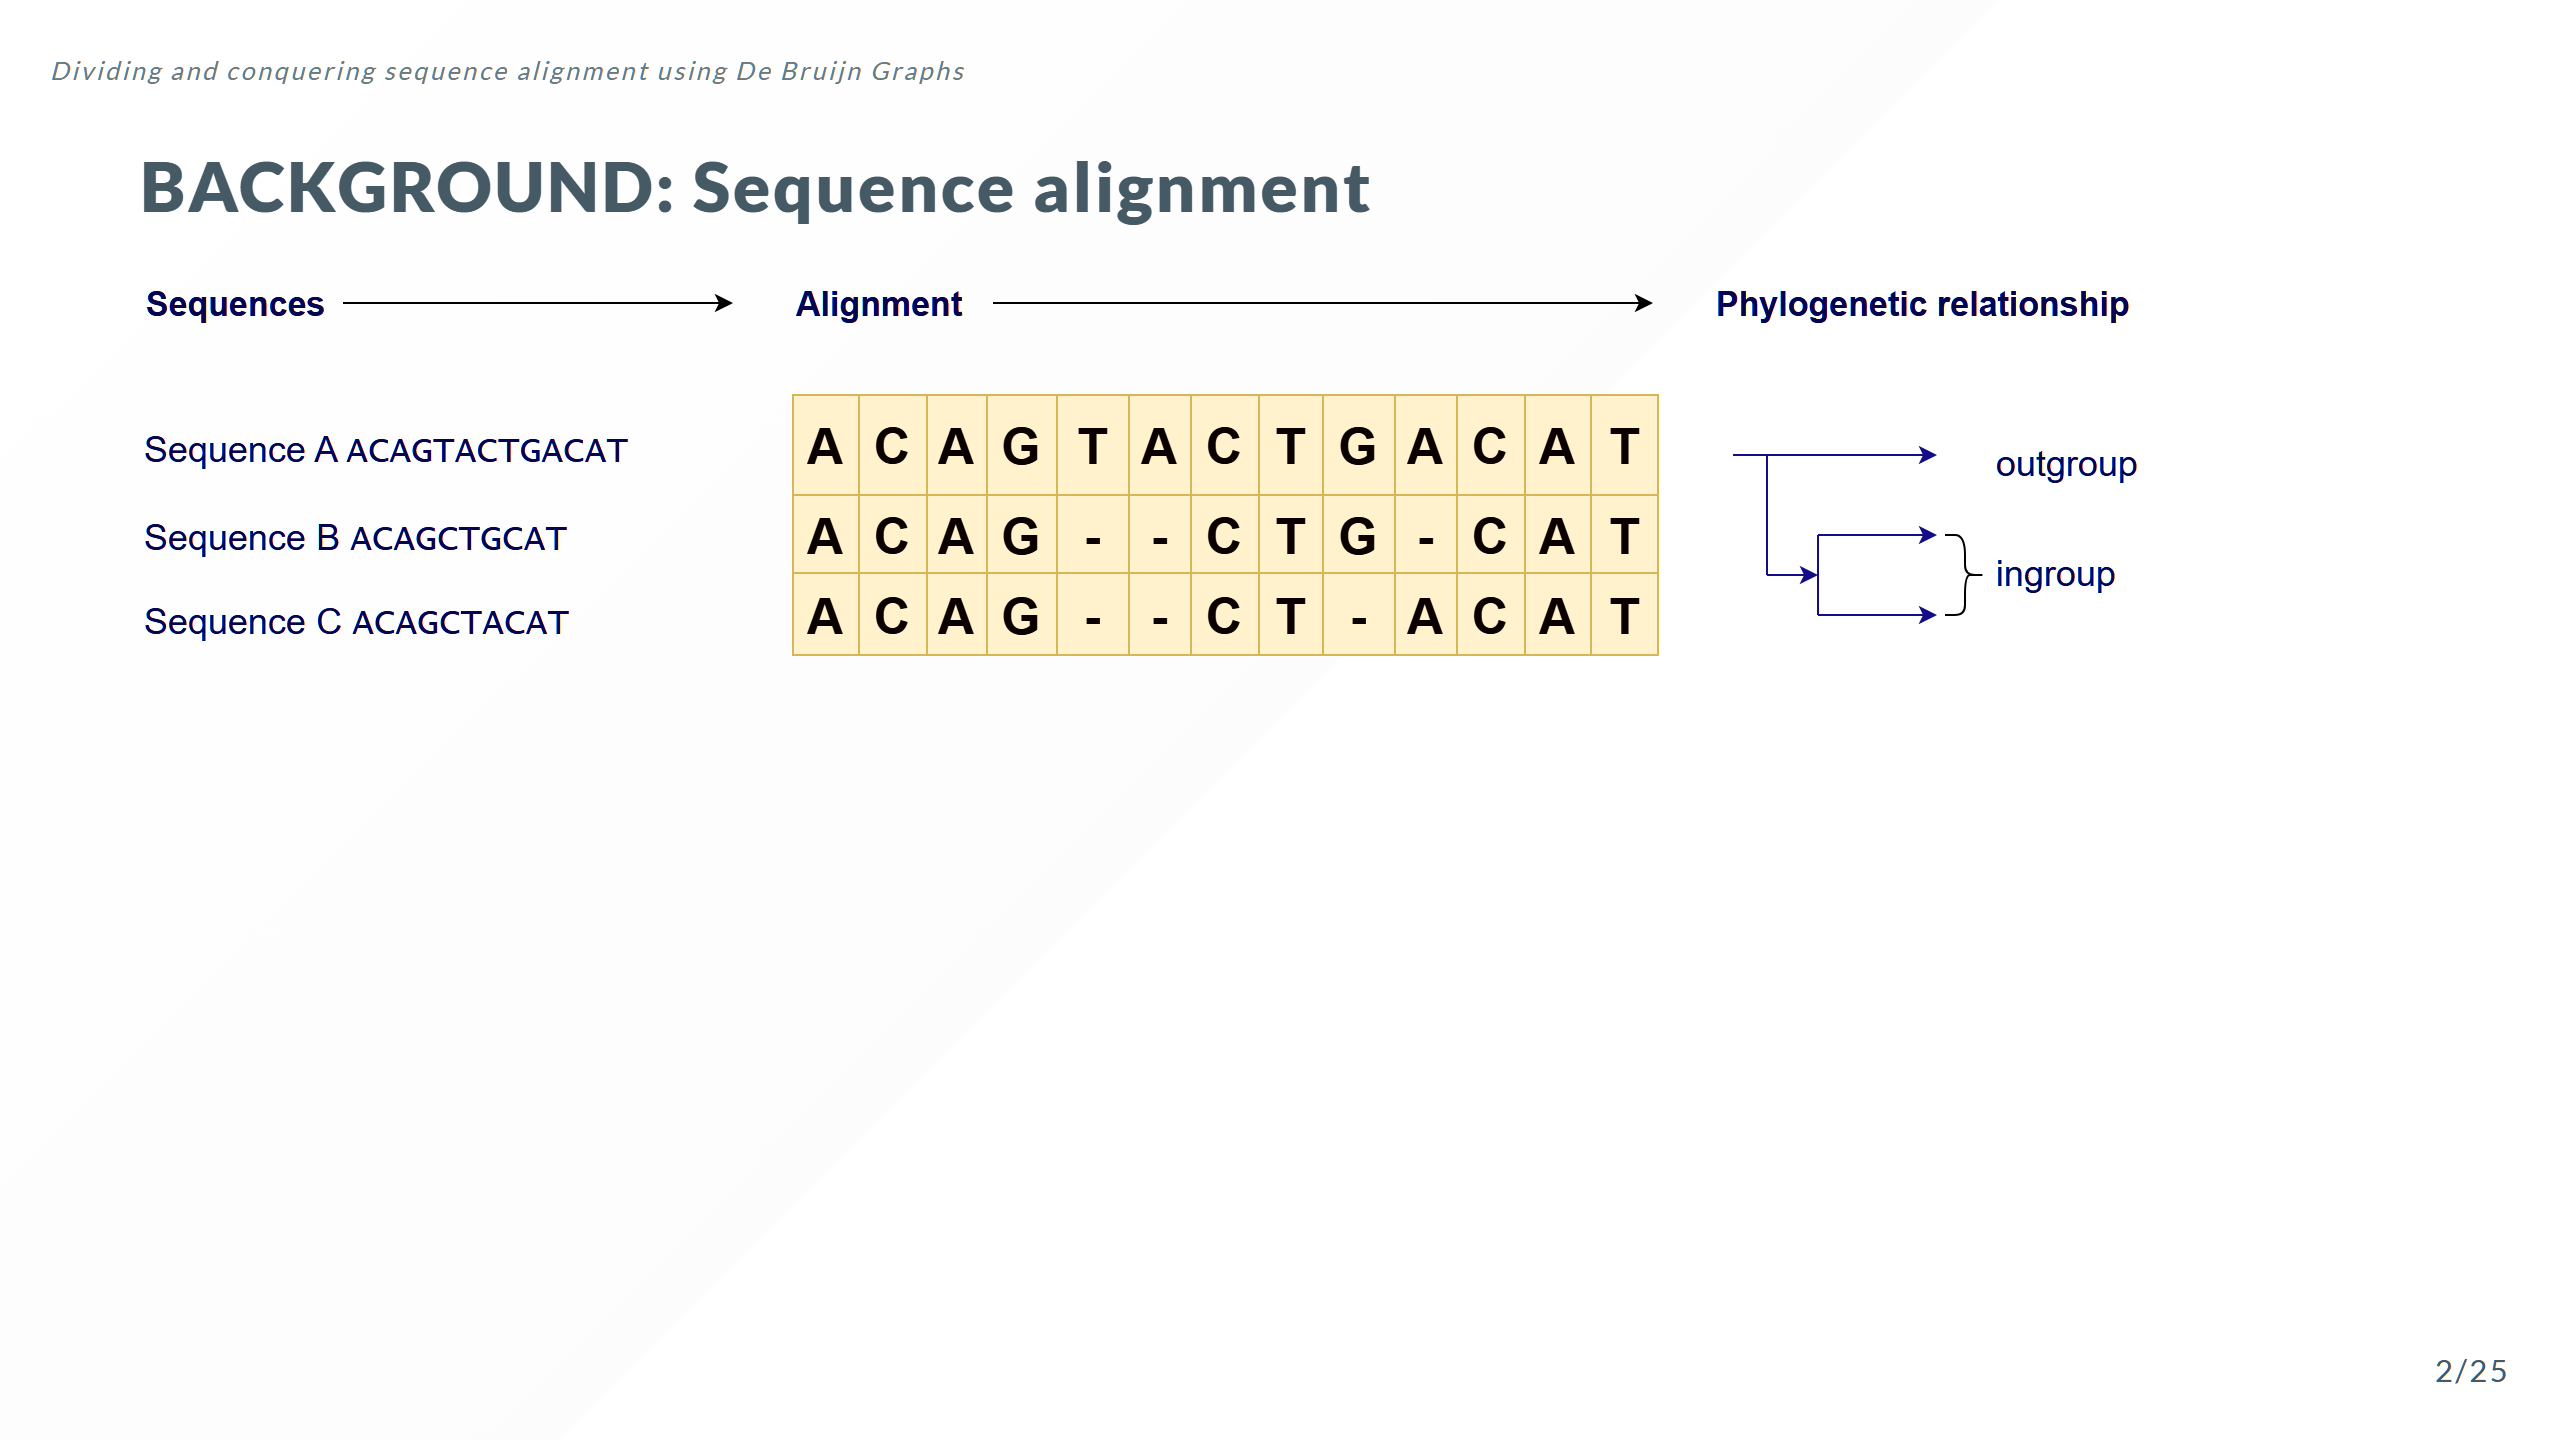 Dividing and conquering sequence alignment using De Bruijn Graphs
BACKGROUND: Sequence alignment
Sequences Alignment Phylogenetic relationship
Sequence A ACAGTACTGACAT
Sequence B ACAGCTGCAT
Sequence C ACAGCTACAT
A C A G T A C T G A C A T
A C A G - - C T G - C A T
A C A G - - C T - A C A T
outgroup
ingroup
2/25